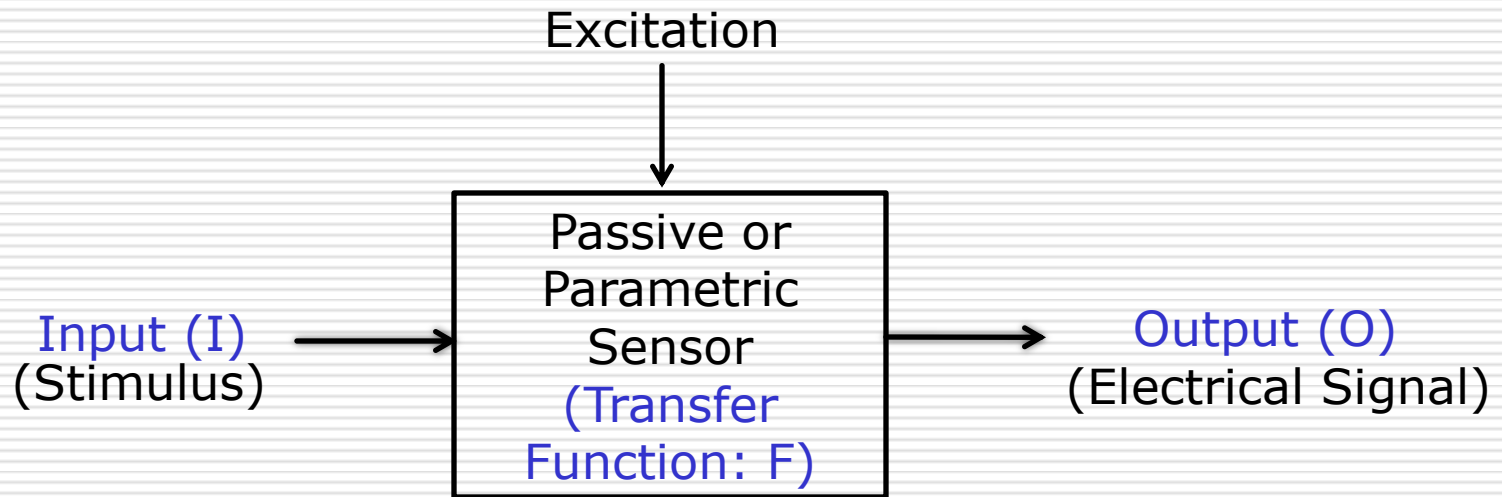 Excitation
Passive or
Parametric
Sensor
(Transfer
Function: F)
Input (I)
(Stimulus)
Output (O)
(Electrical Signal)